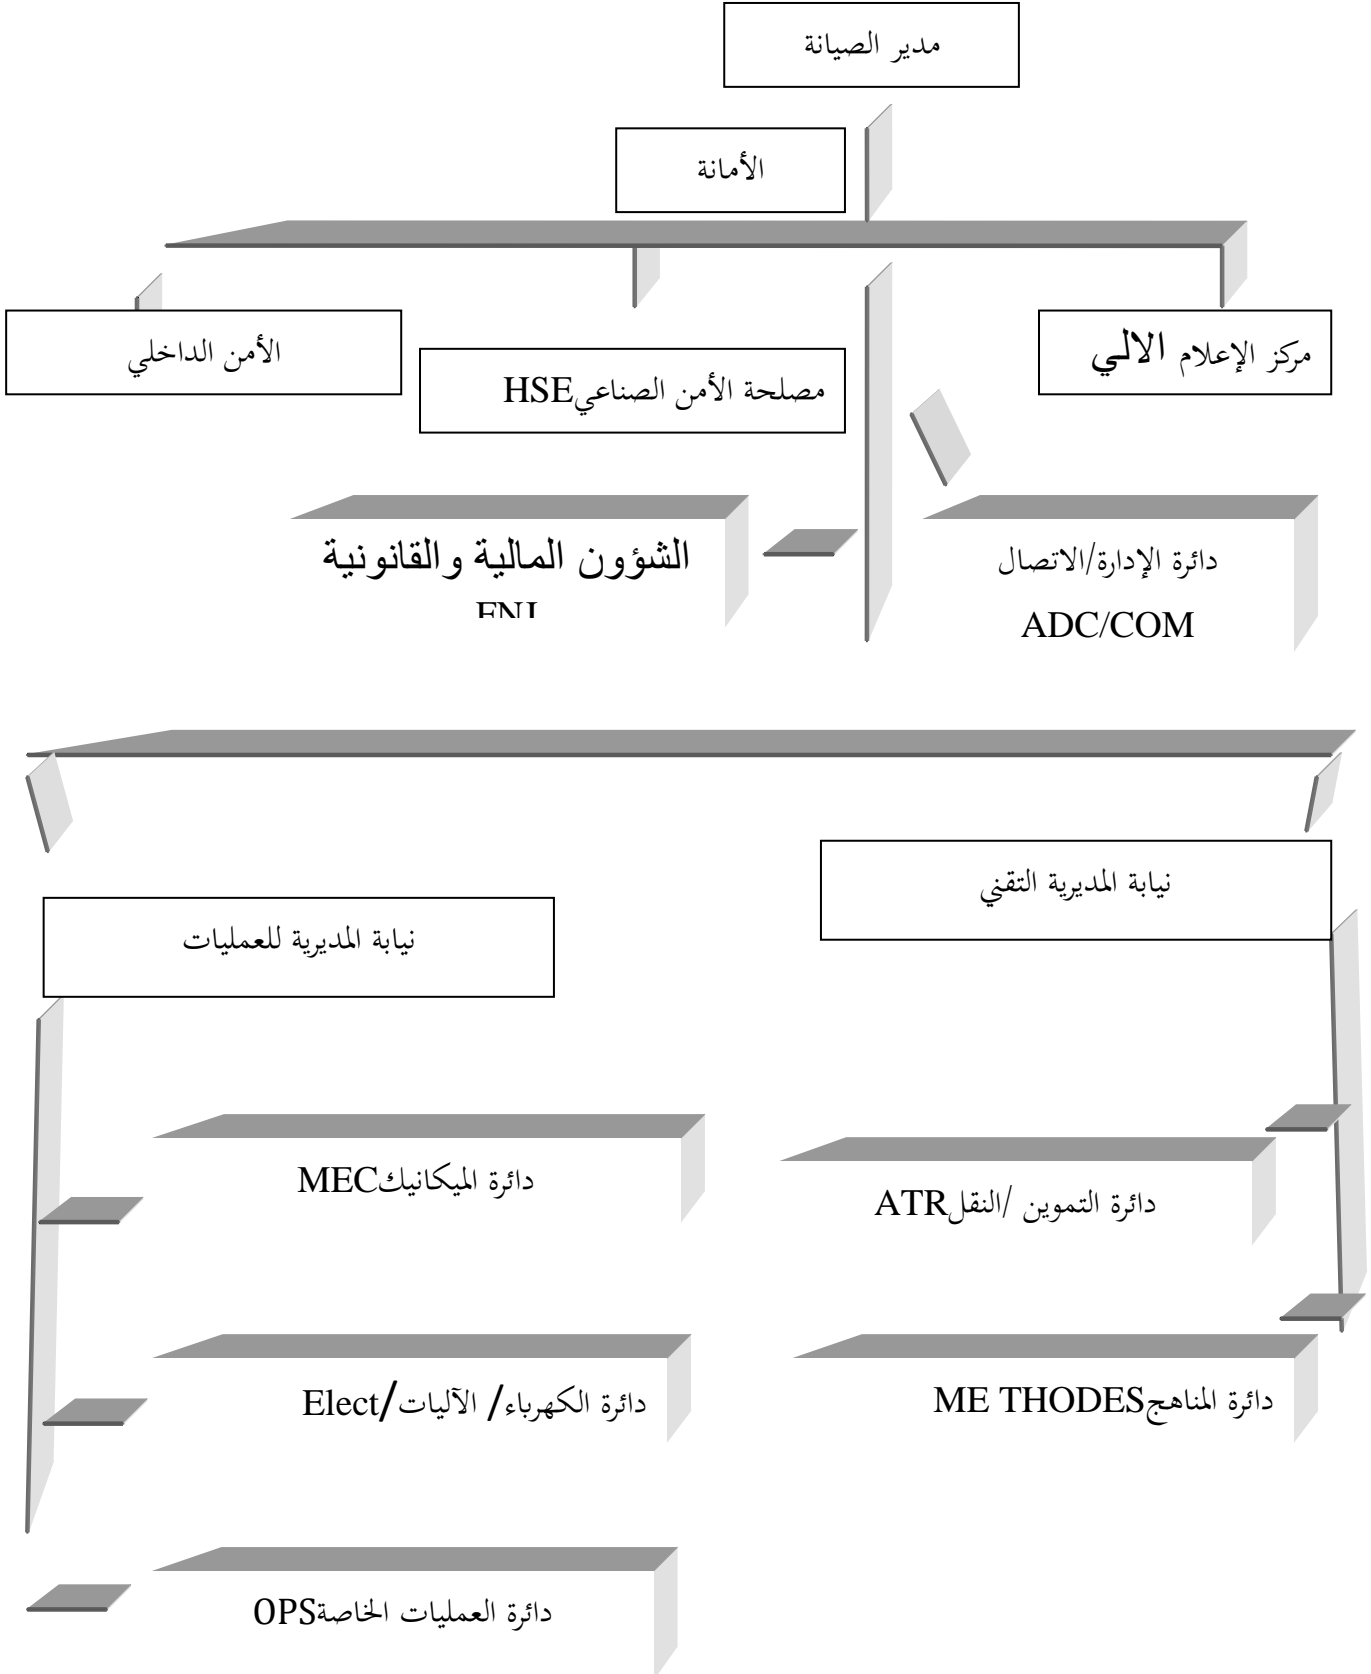 مدير الصيانة
الأمانة
مركز الإعلام الالي
مصلحة الأمن الصناعيHSE
الأمن الداخلي
دائرة الإدارة/الاتصال
ADC/COM
الشؤون المالية والقانونية
نيابة المديرية التقني
نيابة المديرية للعمليات
دائرة التموين /النقلATR
دائرة الميكانيكMEC
دائرة المناهجME THODES
دائرة الكهرباء/ الآليات/Elect
دائرة العمليات الخاصةOPS